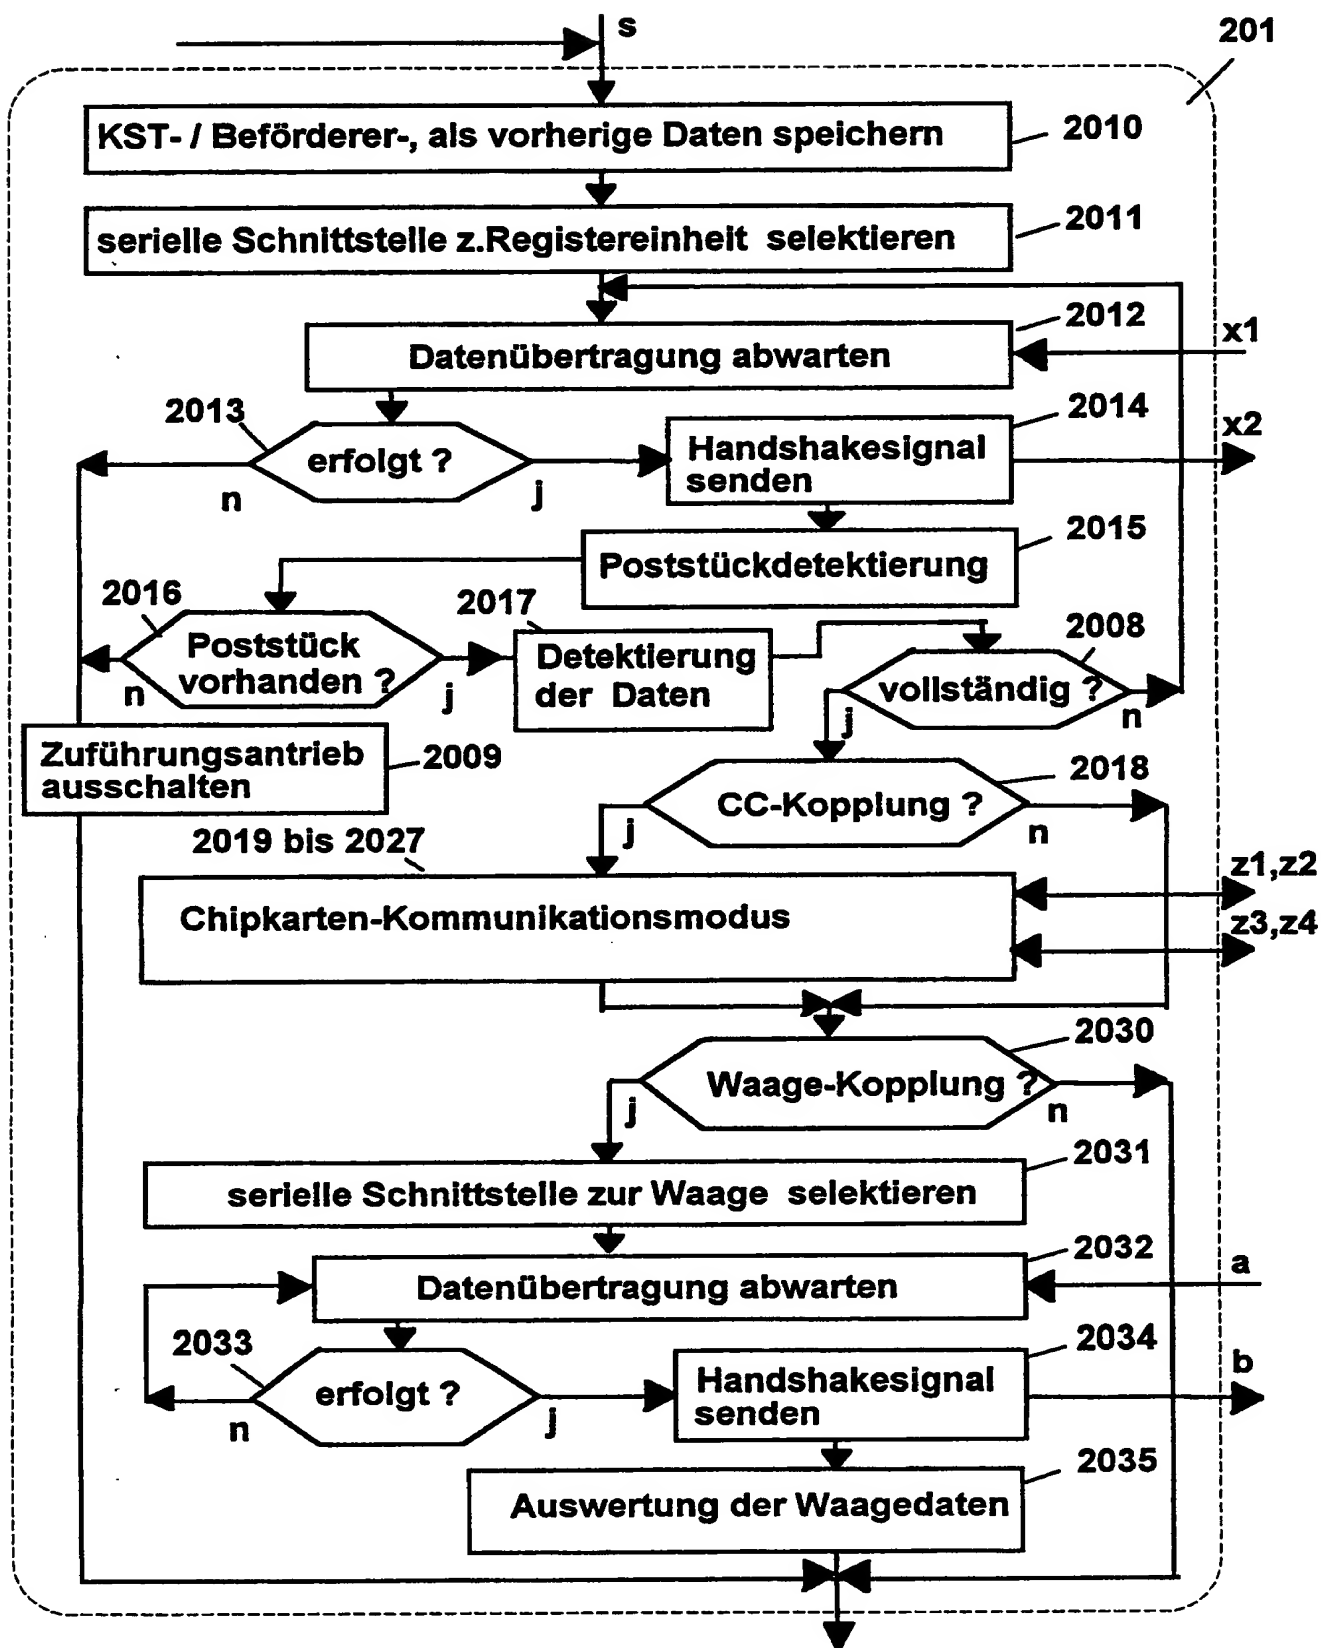 s
201
KST- / Beförderer-, als vorherige Daten speichern
2010
serielle Schnittstelle z.Registereinheit selektieren
2011
2012
x1
Datenübertragung abwarten
2013
2014
x2
erfolgt ?
Handshakesignal
senden
n
j
2015
Poststückdetektierung
2016
2017
2008
Poststück
vorhanden ?
Detektierung
der Daten
vollständig ?
n
j
j
n
Zuführungsantrieb
ausschalten
2009
2018
CC-Kopplung ?
j
n
2019 bis 2027
z1,z2
Chipkarten-Kommunikationsmodus
z3,z4
2030
Waage-Kopplung ?
j
n
2031
serielle Schnittstelle zur Waage selektieren
2032
a
Datenübertragung abwarten
2033
2034
b
erfolgt ?
Handshakesignal
senden
n
j
2035
Auswertung der Waagedaten